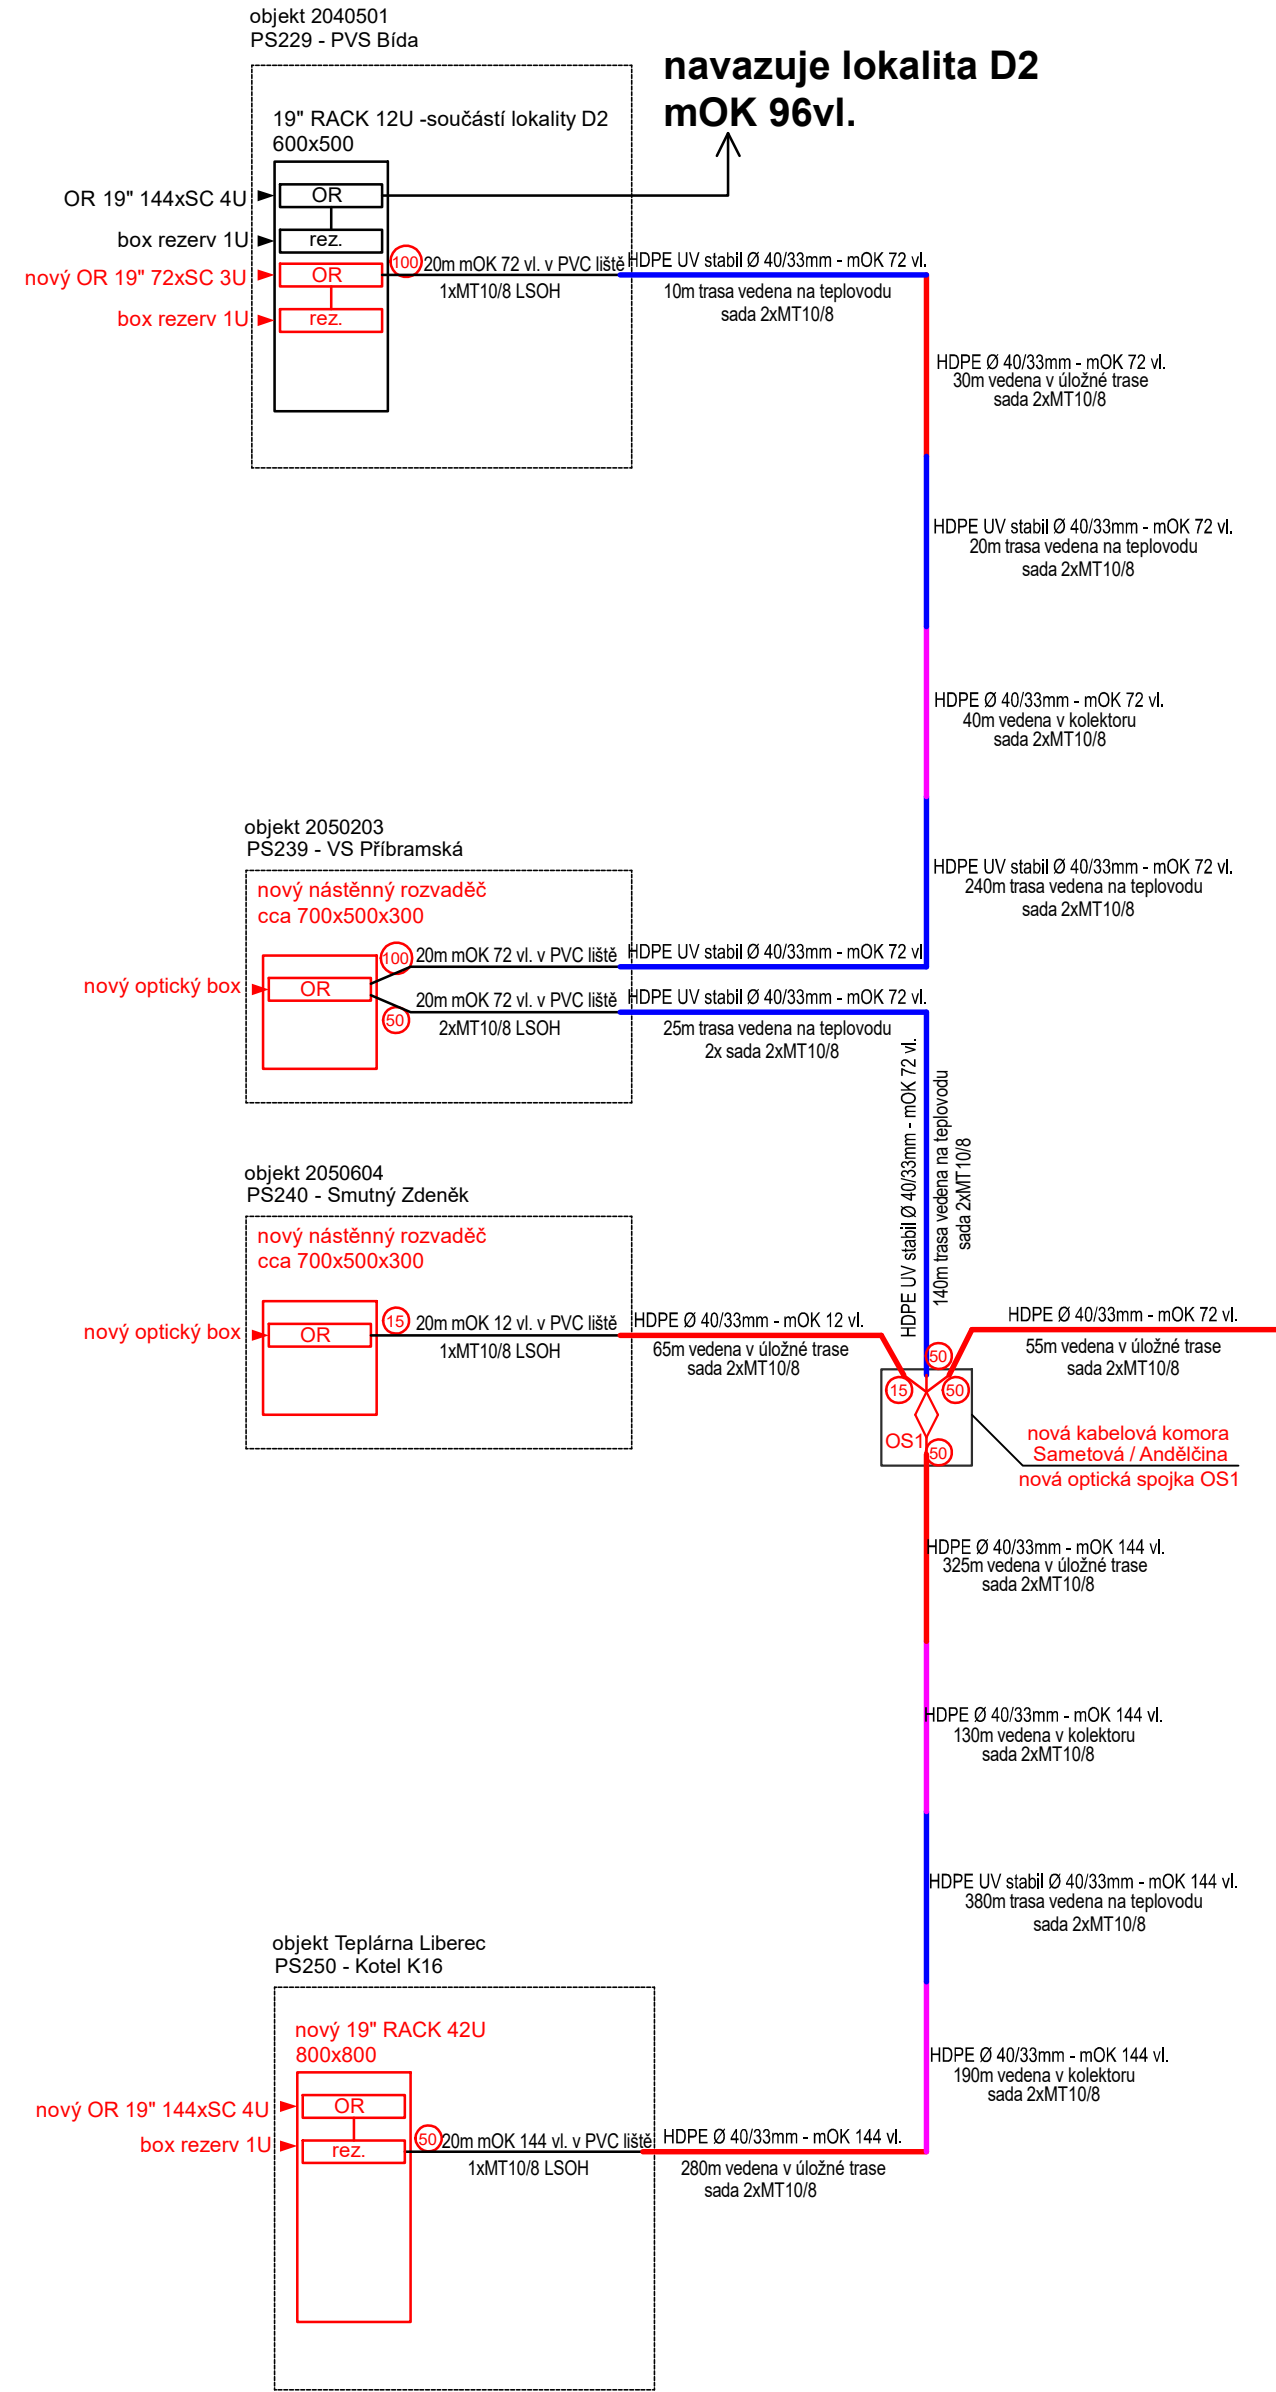 objekt 2040501
PS229 - PVS Bída
navazuje lokalita D2
mOK 96vl.
19" RACK 12U -součástí lokality D2
600x500
OR 19" 144xSC 4U
OR
box rezerv 1U
rez.
nový OR 19" 72xSC 3U
OR
box rezerv 1U
rez.
100
20m mOK 72 vl. v PVC liště
1xMT10/8 LSOH
HDPE UV stabil Ø 40/33mm - mOK 72 vl.
10m trasa vedena na teplovodu
sada 2xMT10/8
HDPE Ø 40/33mm - mOK 72 vl.
30m vedena v úložné trase
sada 2xMT10/8
HDPE UV stabil Ø 40/33mm - mOK 72 vl.
20m trasa vedena na teplovodu
sada 2xMT10/8
HDPE Ø 40/33mm - mOK 72 vl.
40m vedena v kolektoru
sada 2xMT10/8
HDPE UV stabil Ø 40/33mm - mOK 72 vl.
240m trasa vedena na teplovodu
sada 2xMT10/8
objekt 2050203
PS239 - VS Příbramská
nový nástěnný rozvaděč
cca 700x500x300
nový optický box
OR
100
20m mOK 72 vl. v PVC liště
HDPE UV stabil Ø 40/33mm - mOK 72 vl
50
20m mOK 72 vl. v PVC liště
2xMT10/8 LSOH
HDPE UV stabil Ø 40/33mm - mOK 72 vl.
25m trasa vedena na teplovodu
2x sada 2xMT10/8
HDPE UV stabil Ø 40/33mm - mOK 72 vl.
140m trasa vedena na teplovodu
sada 2xMT10/8
objekt 2050604
PS240 - Smutný Zdeněk
nový nástěnný rozvaděč
cca 700x500x300
nový optický box
OR
15
20m mOK 12 vl. v PVC liště
1xMT10/8 LSOH
HDPE Ø 40/33mm - mOK 12 vl.
65m vedena v úložné trase
sada 2xMT10/8
HDPE Ø 40/33mm - mOK 72 vl.
55m vedena v úložné trase
sada 2xMT10/8
50
15
50
OS1
50
nová kabelová komora
Sametová / Andělčina
nová optická spojka OS1
HDPE Ø 40/33mm - mOK 144 vl.
325m vedena v úložné trase
sada 2xMT10/8
HDPE Ø 40/33mm - mOK 144 vl.
130m vedena v kolektoru
sada 2xMT10/8
HDPE UV stabil Ø 40/33mm - mOK 144 vl.
380m trasa vedena na teplovodu
sada 2xMT10/8
HDPE Ø 40/33mm - mOK 144 vl.
190m vedena v kolektoru
sada 2xMT10/8
objekt Teplárna Liberec
PS250 - Kotel K16
nový 19" RACK 42U
800x800
nový OR 19" 144xSC 4U
OR
box rezerv 1U
rez.
50
20m mOK 144 vl. v PVC liště
1xMT10/8 LSOH
HDPE Ø 40/33mm - mOK 144 vl.
280m vedena v úložné trase
sada 2xMT10/8